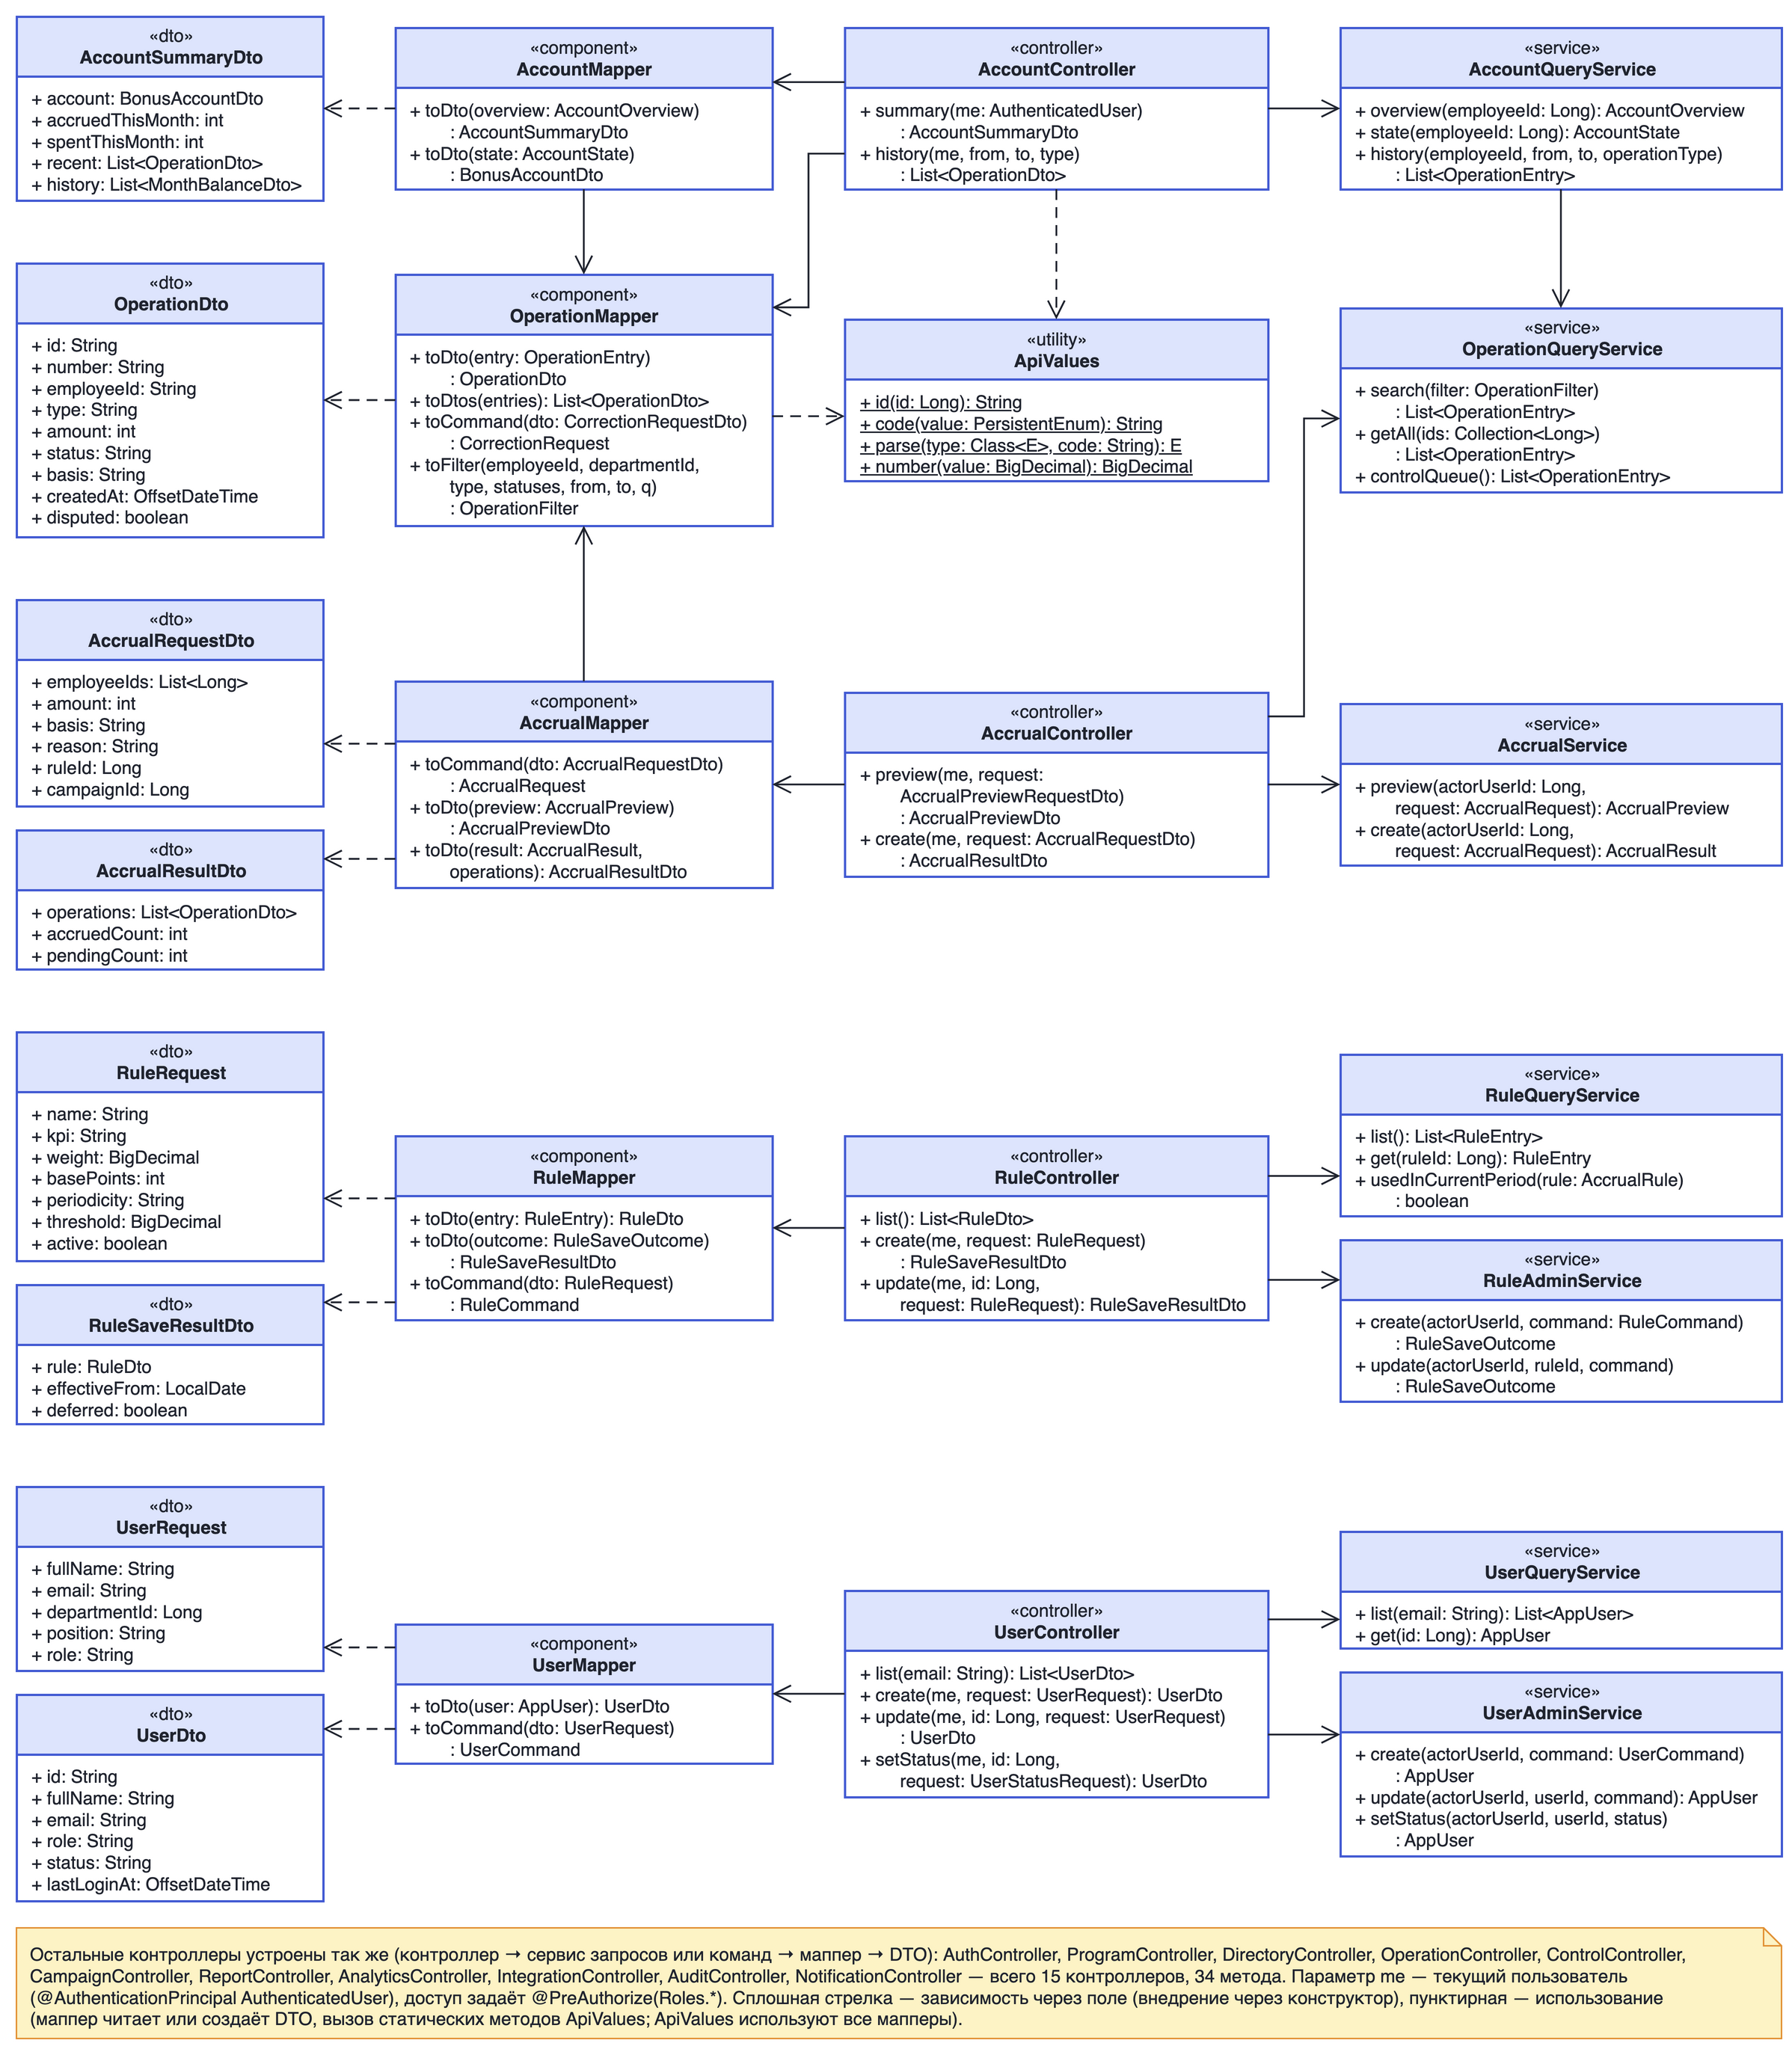 «dto»
AccountSummaryDto
+ account: BonusAccountDto
+ accruedThisMonth: int
+ spentThisMonth: int
+ recent: List<OperationDto>
+ history: List<MonthBalanceDto>
«component»
AccountMapper
+ toDto(overview: AccountOverview)
: AccountSummaryDto
+ toDto(state: AccountState)
: BonusAccountDto
«controller»
AccountController
+ summary(me: AuthenticatedUser)
: AccountSummaryDto
+ history(me, from, to, type)
: List<OperationDto>
«service»
AccountQueryService
+ overview(employeeId: Long): AccountOverview
+ state(employeeId: Long): AccountState
+ history(employeeId, from, to, operationType)
: List<OperationEntry>
«dto»
OperationDto
+ id: String
+ number: String
+ employeeId: String
+ type: String
+ amount: int
+ status: String
+ basis: String
+ createdAt: OffsetDateTime
+ disputed: boolean
«component»
OperationMapper
+ toDto(entry: OperationEntry)
: OperationDto
+ toDtos(entries): List<OperationDto>
+ toCommand(dto: CorrectionRequestDto)
: CorrectionRequest
+ toFilter(employeeId, departmentId,
type, statuses, from, to, q)
: OperationFilter
«utility»
ApiValues
+ id(id: Long): String
+ code(value: PersistentEnum): String
+ parse(type: Class<E>, code: String): E
+ number(value: BigDecimal): BigDecimal
«service»
OperationQueryService
+ search(filter: OperationFilter)
: List<OperationEntry>
+ getAll(ids: Collection<Long>)
: List<OperationEntry>
+ controlQueue(): List<OperationEntry>
«dto»
AccrualRequestDto
+ employeeIds: List<Long>
+ amount: int
+ basis: String
+ reason: String
+ ruleId: Long
+ campaignId: Long
«dto»
AccrualResultDto
+ operations: List<OperationDto>
+ accruedCount: int
+ pendingCount: int
«component»
AccrualMapper
+ toCommand(dto: AccrualRequestDto)
: AccrualRequest
+ toDto(preview: AccrualPreview)
: AccrualPreviewDto
+ toDto(result: AccrualResult,
operations): AccrualResultDto
«controller»
AccrualController
+ preview(me, request:
AccrualPreviewRequestDto)
: AccrualPreviewDto
+ create(me, request: AccrualRequestDto)
: AccrualResultDto
«service»
AccrualService
+ preview(actorUserId: Long,
request: AccrualRequest): AccrualPreview
+ create(actorUserId: Long,
request: AccrualRequest): AccrualResult
«dto»
RuleRequest
+ name: String
+ kpi: String
+ weight: BigDecimal
+ basePoints: int
+ periodicity: String
+ threshold: BigDecimal
+ active: boolean
«dto»
RuleSaveResultDto
+ rule: RuleDto
+ effectiveFrom: LocalDate
+ deferred: boolean
«component»
RuleMapper
+ toDto(entry: RuleEntry): RuleDto
+ toDto(outcome: RuleSaveOutcome)
: RuleSaveResultDto
+ toCommand(dto: RuleRequest)
: RuleCommand
«controller»
RuleController
+ list(): List<RuleDto>
+ create(me, request: RuleRequest)
: RuleSaveResultDto
+ update(me, id: Long,
request: RuleRequest): RuleSaveResultDto
«service»
RuleQueryService
+ list(): List<RuleEntry>
+ get(ruleId: Long): RuleEntry
+ usedInCurrentPeriod(rule: AccrualRule)
: boolean
«service»
RuleAdminService
+ create(actorUserId, command: RuleCommand)
: RuleSaveOutcome
+ update(actorUserId, ruleId, command)
: RuleSaveOutcome
«dto»
UserRequest
+ fullName: String
+ email: String
+ departmentId: Long
+ position: String
+ role: String
«dto»
UserDto
+ id: String
+ fullName: String
+ email: String
+ role: String
+ status: String
+ lastLoginAt: OffsetDateTime
«component»
UserMapper
+ toDto(user: AppUser): UserDto
+ toCommand(dto: UserRequest)
: UserCommand
«controller»
UserController
+ list(email: String): List<UserDto>
+ create(me, request: UserRequest): UserDto
+ update(me, id: Long, request: UserRequest)
: UserDto
+ setStatus(me, id: Long,
request: UserStatusRequest): UserDto
«service»
UserQueryService
+ list(email: String): List<AppUser>
+ get(id: Long): AppUser
«service»
UserAdminService
+ create(actorUserId, command: UserCommand)
: AppUser
+ update(actorUserId, userId, command): AppUser
+ setStatus(actorUserId, userId, status)
: AppUser
Остальные контроллеры устроены так же (контроллер → сервис запросов или команд → маппер → DTO): AuthController, ProgramController, DirectoryController, OperationController, ControlController,
CampaignController, ReportController, AnalyticsController, IntegrationController, AuditController, NotificationController — всего 15 контроллеров, 34 метода. Параметр me — текущий пользователь
(@AuthenticationPrincipal AuthenticatedUser), доступ задаёт @PreAuthorize(Roles.*). Сплошная стрелка — зависимость через поле (внедрение через конструктор), пунктирная — использование
(маппер читает или создаёт DTO, вызов статических методов ApiValues; ApiValues используют все мапперы).